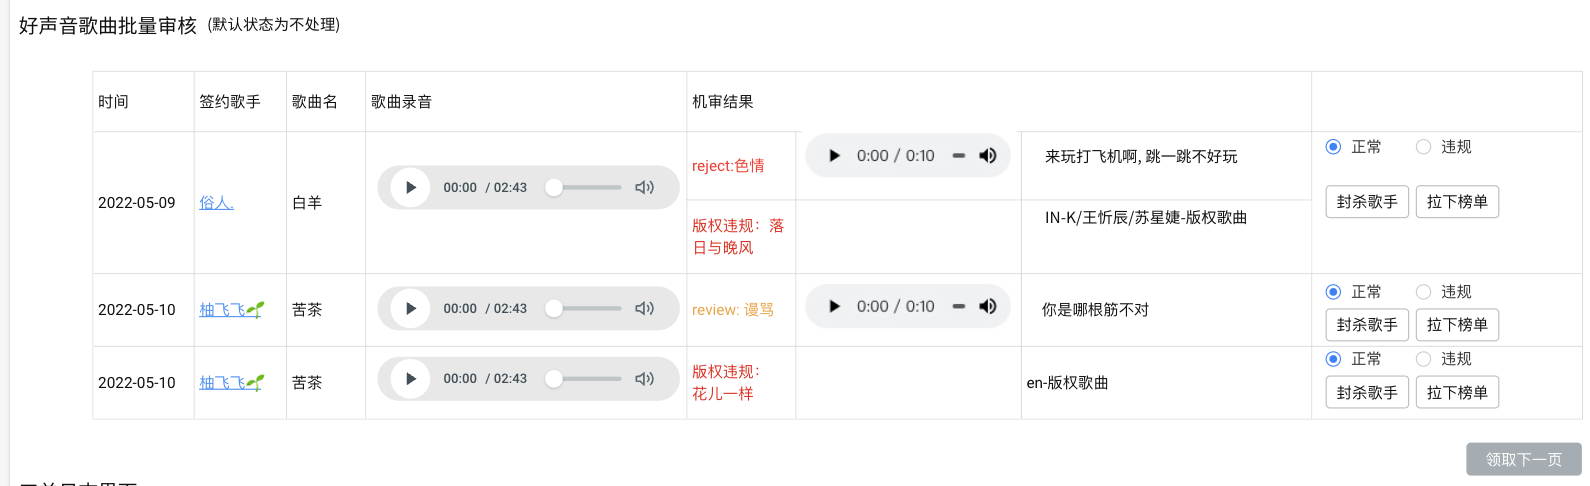 好声音歌曲批量审核 (默认状态为不处理)
时间 签约歌手 歌曲名 歌曲录音 机审结果
2022-05-09 俗人. 白羊 00:00 / 02:43
reject:色情 0:00 / 0:10 来玩打飞机啊, 跳一跳不好玩
版权违规：落
日与晚风
IN-K/王忻辰/苏星婕-版权歌曲
正常 违规
封杀歌手 拉下榜单
2022-05-10 柚飞飞🌱 苦茶 00:00 / 02:43 review: 谩骂 0:00 / 0:10 你是哪根筋不对
正常 违规
封杀歌手 拉下榜单
2022-05-10 柚飞飞🌱 苦茶 00:00 / 02:43
版权违规：
花儿一样
en-版权歌曲
正常 违规
封杀歌手 拉下榜单
领取下一页